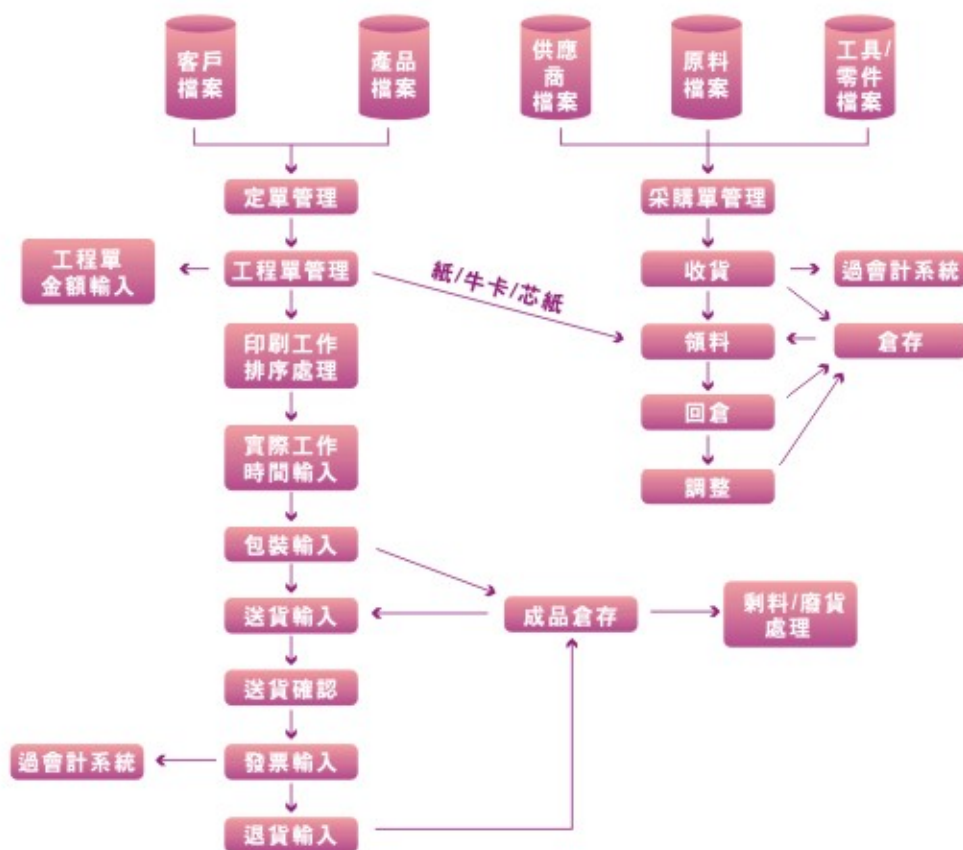 客戶
檔案
產品
檔案
供應
商
檔案
原料
檔案
工具/
零件
檔案
定單管理
采購單管理
工程單
金額輸入
工程單管理
紙/牛卡/芯紙
收貨
過會計系統
印刷工作
排序處理
領料
倉存
回倉
實際工作
時間輸入
調整
包裝輸入
送貨輸入
成品倉存
剩料/廢貨
處理
送貨確認
過會計系統
發票輸入
退貨輸入